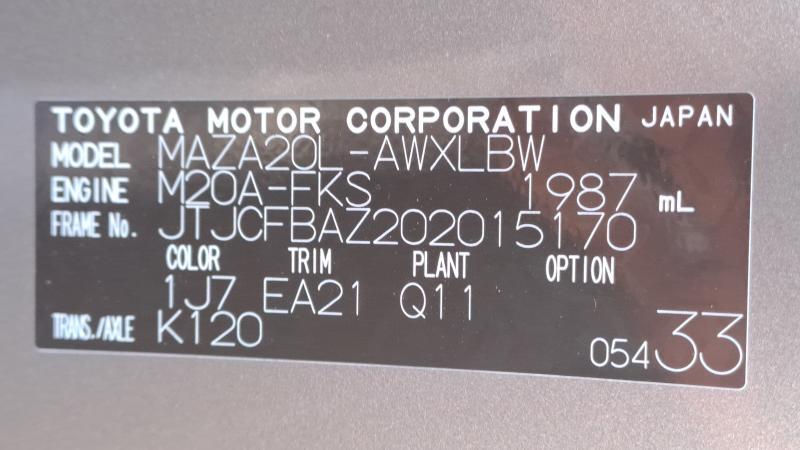 TOYOTA MOTOR CORPORATION JAPAN
MODEL MAZA20L-AWXLBW
ENGINE M20A-FKS 1987 mL
FRAME No. JTJCFBAZ202015170
COLOR TRIM PLANT OPTION
1J7 EA21 Q11
TRANS./AXLE K120
05433